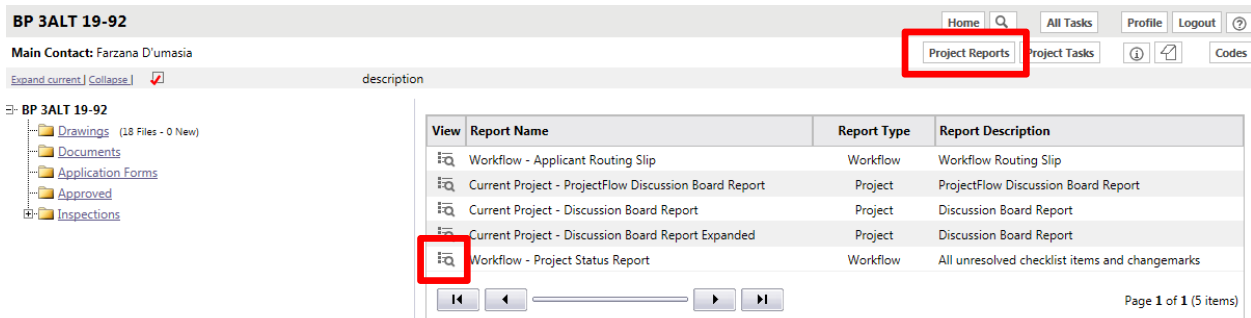 BP 3ALT 19-92
Home All Tasks Profile Logout
Main Contact: Farzana D'umasia
Project Reports Project Tasks Codes
Expand current | Collapse | description
BP 3ALT 19-92
Drawings (18 Files - 0 New)
Documents
Application Forms
Approved
Inspections
View Report Name Report Type Report Description
Workflow - Applicant Routing Slip Workflow Workflow Routing Slip
Current Project - ProjectFlow Discussion Board Report Project ProjectFlow Discussion Board Report
Current Project - Discussion Board Report Project Discussion Board Report
Current Project - Discussion Board Report Expanded Project Discussion Board Report
Workflow - Project Status Report Workflow All unresolved checklist items and changemarks
Page 1 of 1 (5 items)